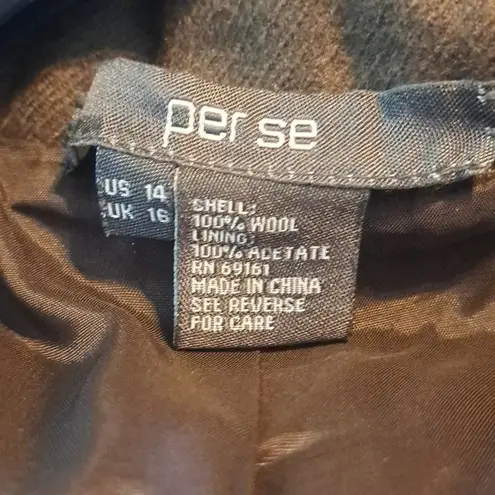 per se
US 14
UK 16
SHELL:
100% WOOL
LINING:
100% ACETATE
RN 69161
MADE IN CHINA
SEE REVERSE
FOR CARE